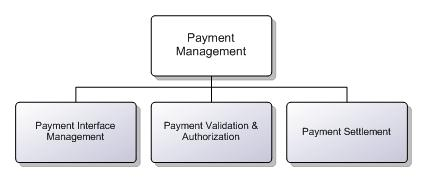 Payment
Management
Payment Interface
Management
Payment Validation &
Authorization
Payment Settlement